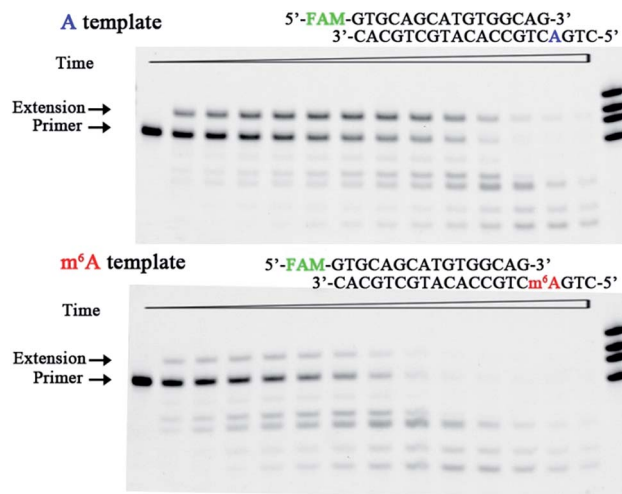 A template
5'-FAM-GTGCAGCATGTGGCAG-3'
3'-CACGTCGTACACCGTCAGTC-5'
Time
Extension
Primer
m⁶A template
5'-FAM-GTGCAGCATGTGGCAG-3'
3'-CACGTCGTACACCGTCm⁶AGTC-5'
Time
Extension
Primer